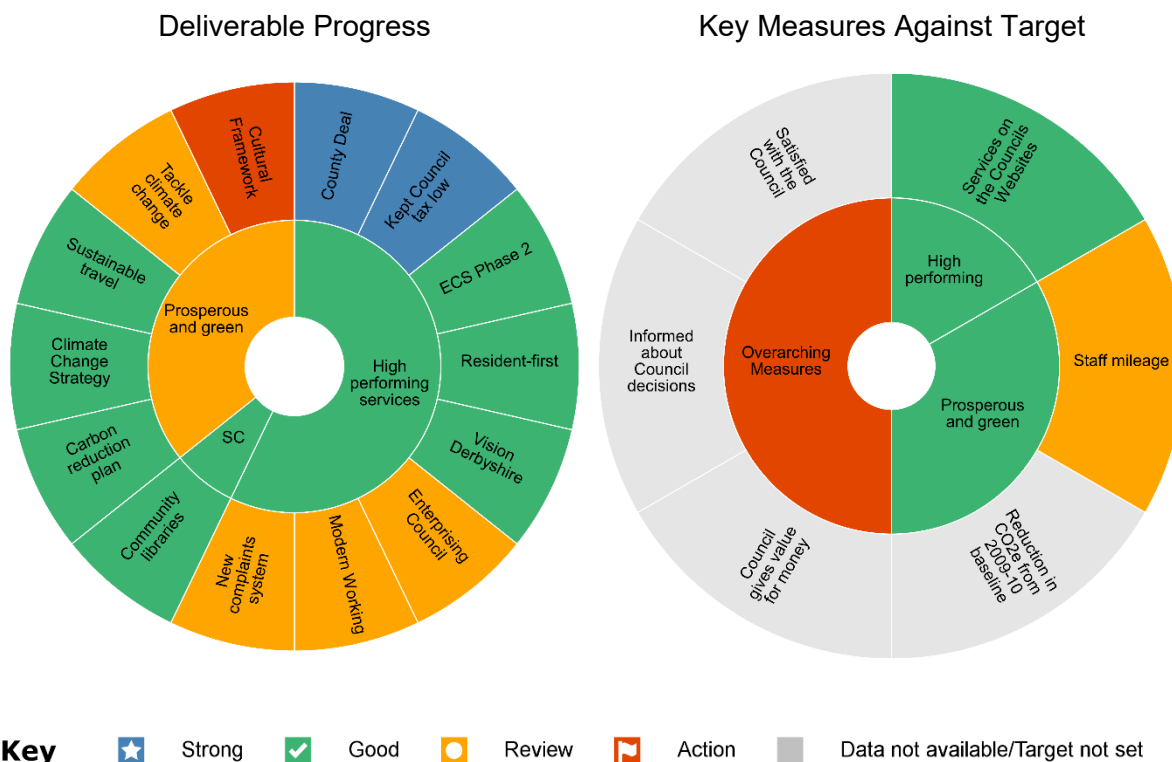 Deliverable Progress
Key Measures Against Target
Cultural
Framework
County Deal
Kept Council
tax low
ECS Phase 2
Resident-first
Vision
Derbyshire
Enterprising
Council
Modern Working
New
complaints
system
Community
libraries
Carbon
reduction
plan
Climate
Change
Strategy
Sustainable
travel
Tackle
climate
change
Prosperous
and green
High
performing
services
SC
Satisfied
with the
Council
Services on
the Councils
Websites
Staff mileage
Reduction in
CO2e from
2009-10
baseline
Council
gives value
for money
Informed
about
Council
decisions
Overarching
Measures
High
performing
Prosperous
and green
Key
Strong
Good
Review
Action
Data not available/Target not set